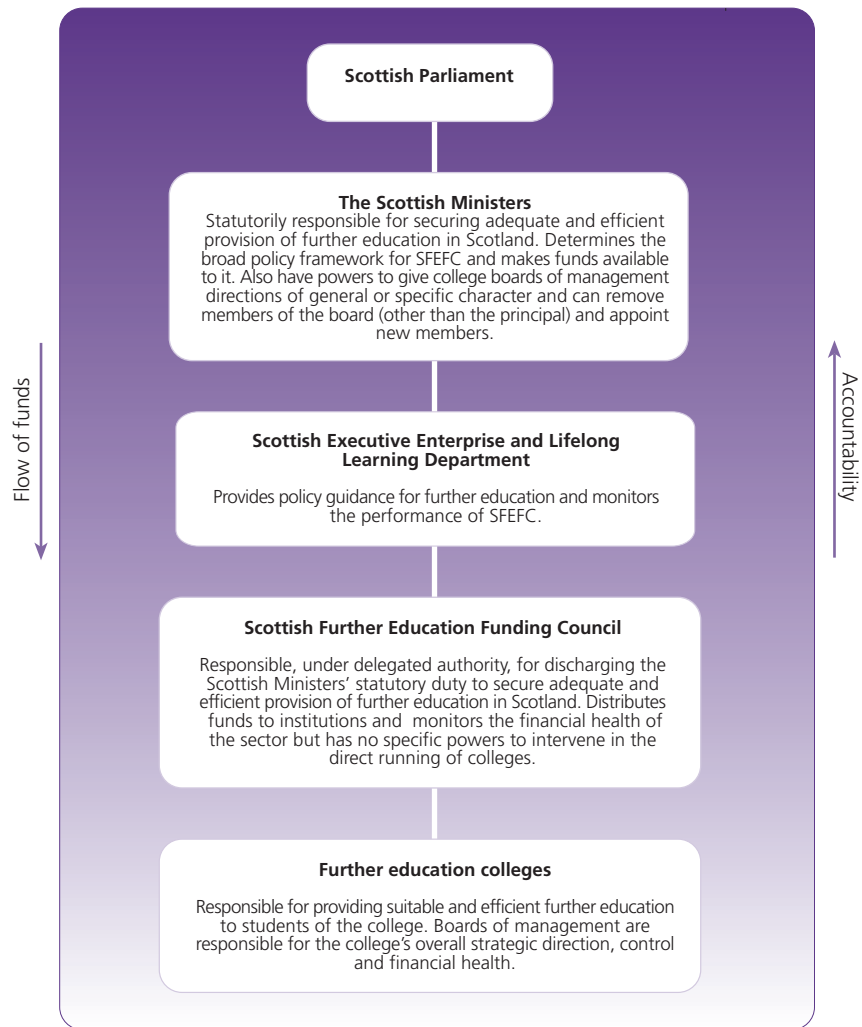 Scottish Parliament
The Scottish Ministers
Statutorily responsible for securing adequate and efficient
provision of further education in Scotland. Determines the
broad policy framework for SFEFC and makes funds available
to it. Also have powers to give college boards of management
directions of general or specific character and can remove
members of the board (other than the principal) and appoint
new members.
Flow of funds
Accountability
Scottish Executive Enterprise and Lifelong
Learning Department
Provides policy guidance for further education and monitors
the performance of SFEFC.
Scottish Further Education Funding Council
Responsible, under delegated authority, for discharging the
Scottish Ministers’ statutory duty to secure adequate and
efficient provision of further education in Scotland. Distributes
funds to institutions and monitors the financial health of
the sector but has no specific powers to intervene in the
direct running of colleges.
Further education colleges
Responsible for providing suitable and efficient further education
to students of the college. Boards of management are
responsible for the college’s overall strategic direction, control
and financial health.